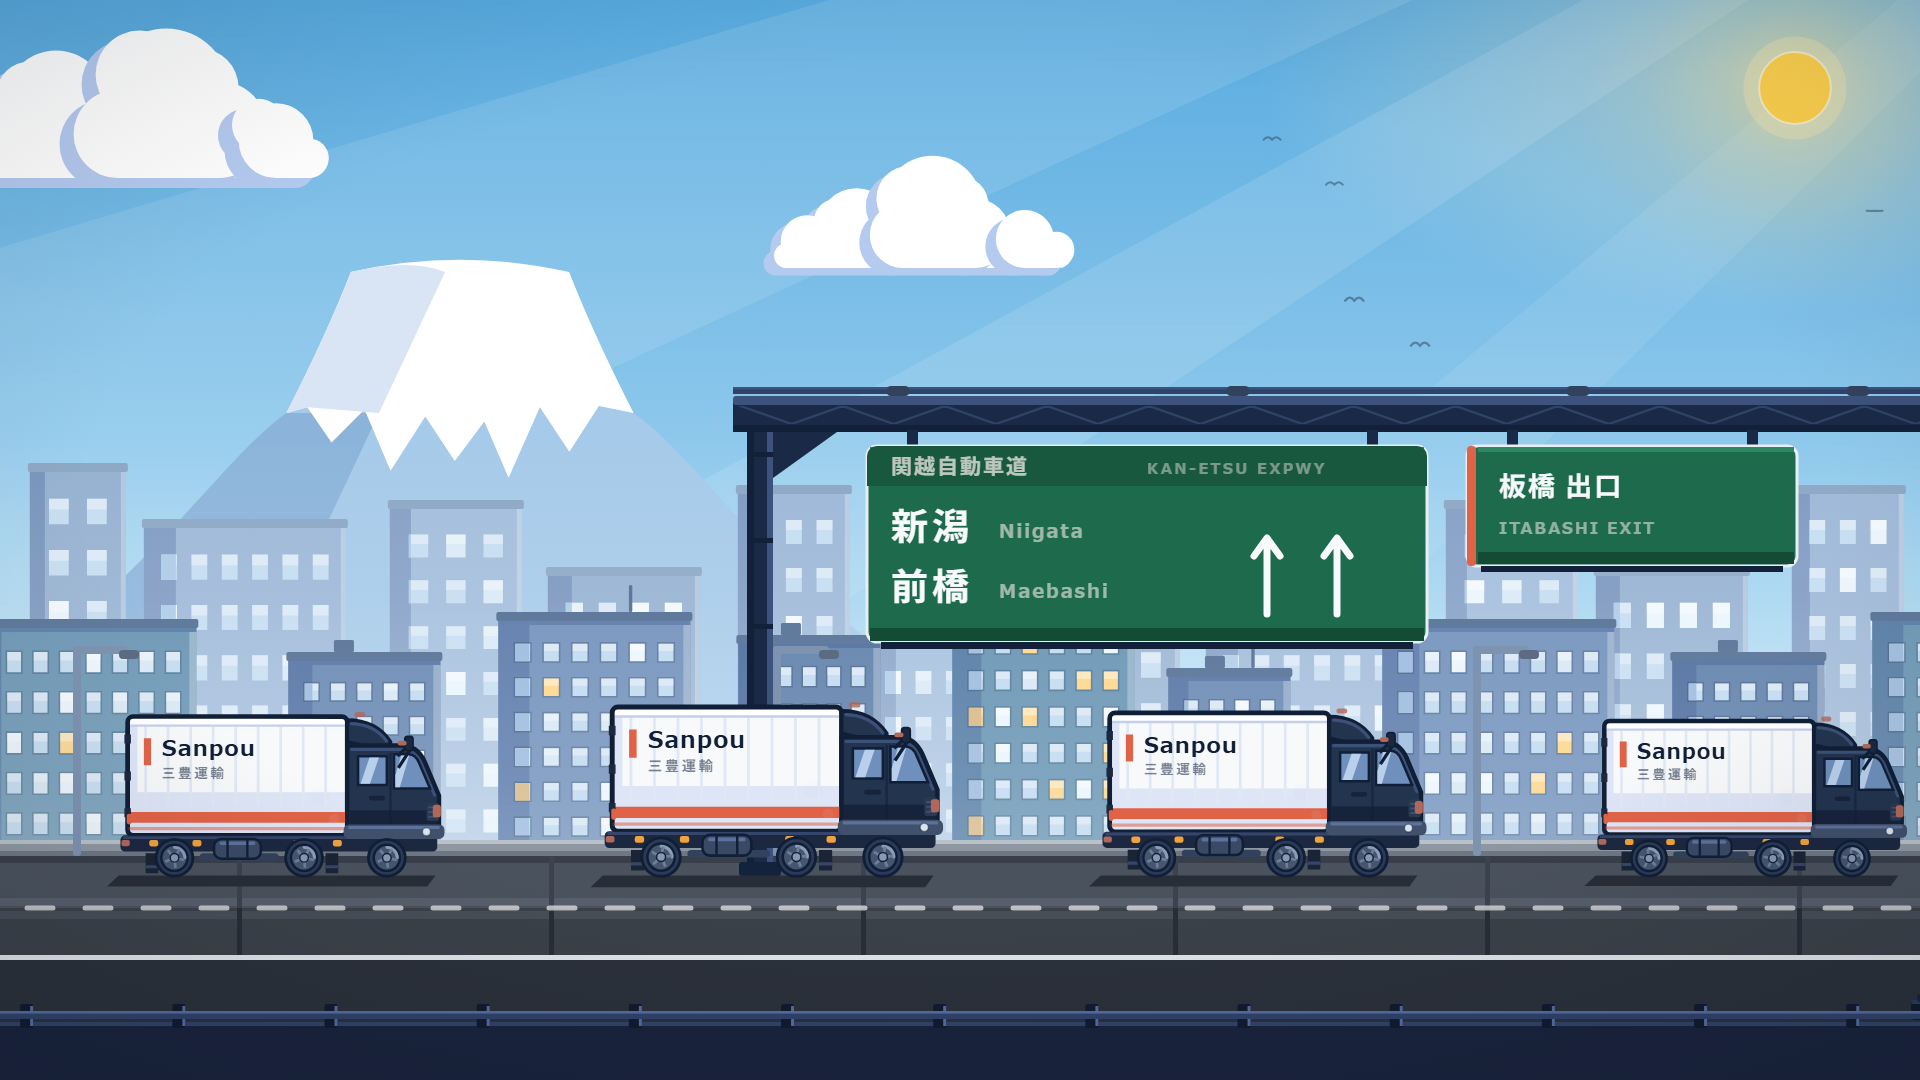 関越自動車道 KAN-ETSU EXPWY
新潟 Niigata
前橋 Maebashi
板橋 出口
ITABASHI EXIT
Sanpou
三豊運輸
Sanpou
三豊運輸
Sanpou
三豊運輸
Sanpou
三豊運輸